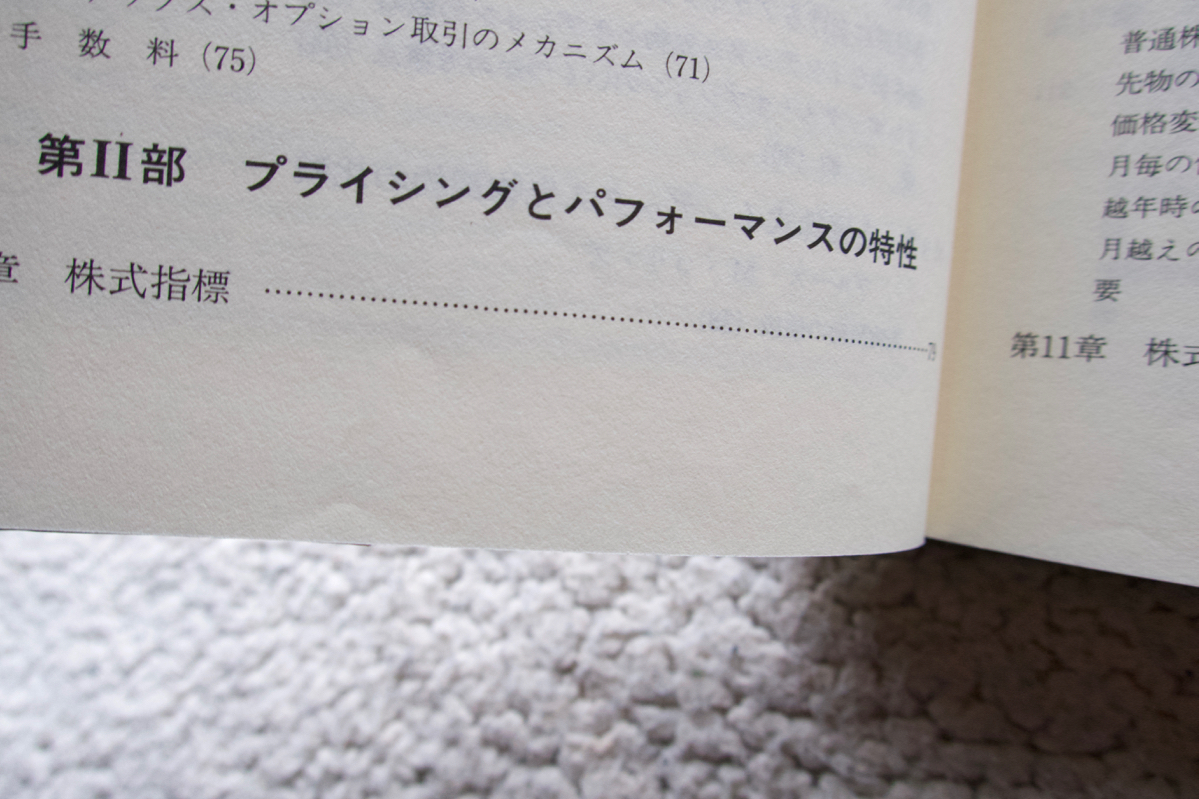 ・オプション取引のメカニズム (71)
手数料 (75)
第II部 プライシングとパフォーマンスの特性
章 株式指標 79
普通株
先物の
価格変
月毎の
越年時の
月越えの
要
第11章 株式